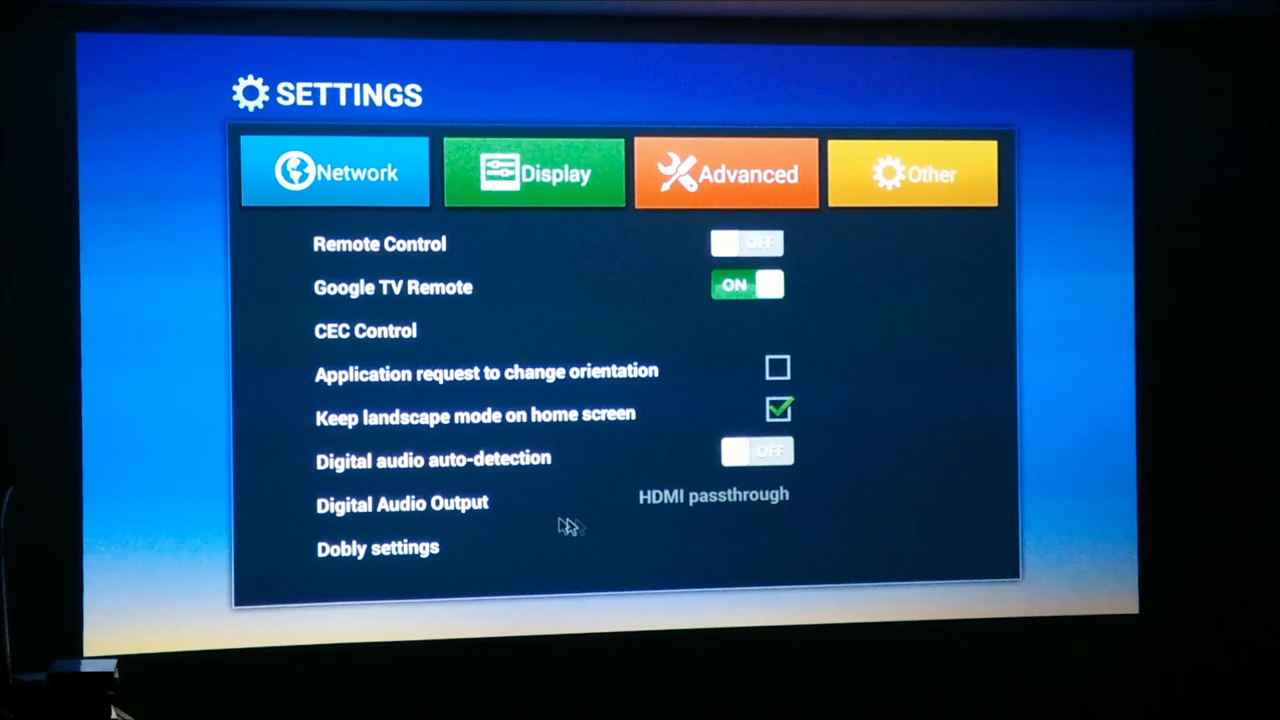 SETTINGS
Network Display Advanced Other
Remote Control OFF
Google TV Remote ON
CEC Control
Application request to change orientation
Keep landscape mode on home screen
Digital audio auto-detection OFF
Digital Audio Output HDMI passthrough
Dobly settings